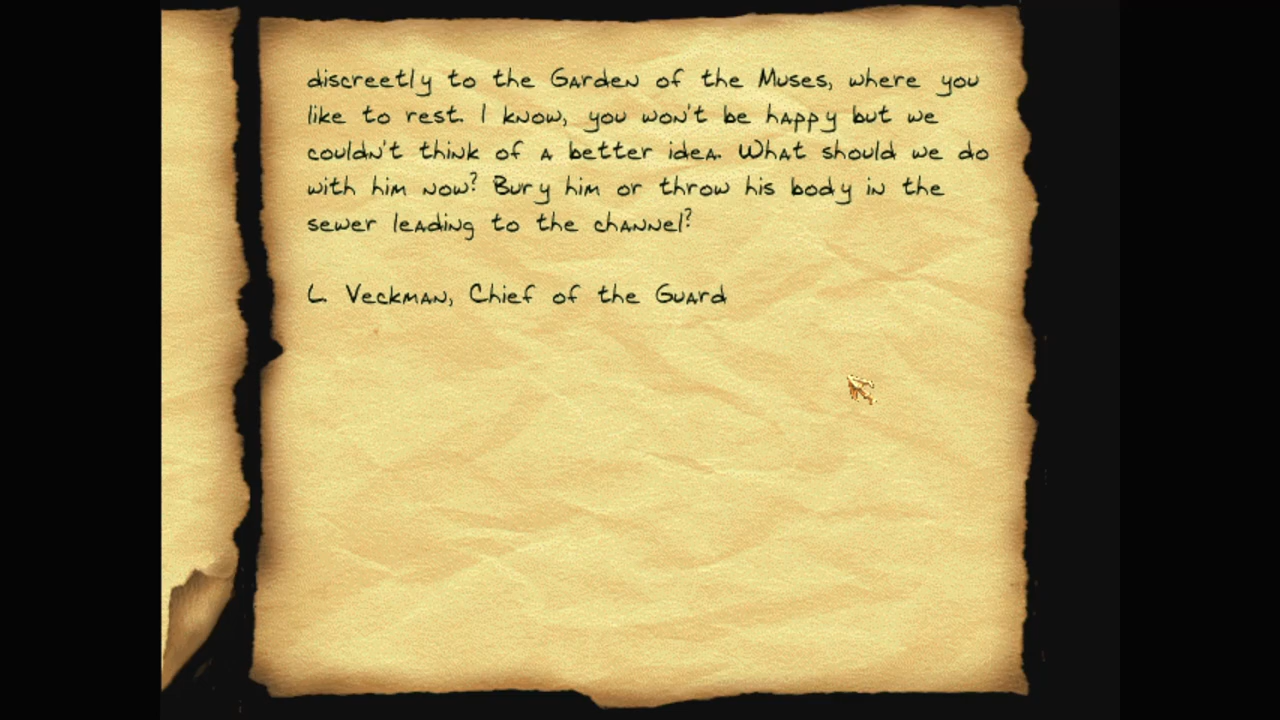 discreetly to the Garden of the Muses, where you
like to rest. I know, you won't be happy but we
couldn't think of a better idea. What should we do
with him now? Bury him or throw his body in the
sewer leading to the channel?
L. Veckman, Chief of the Guard